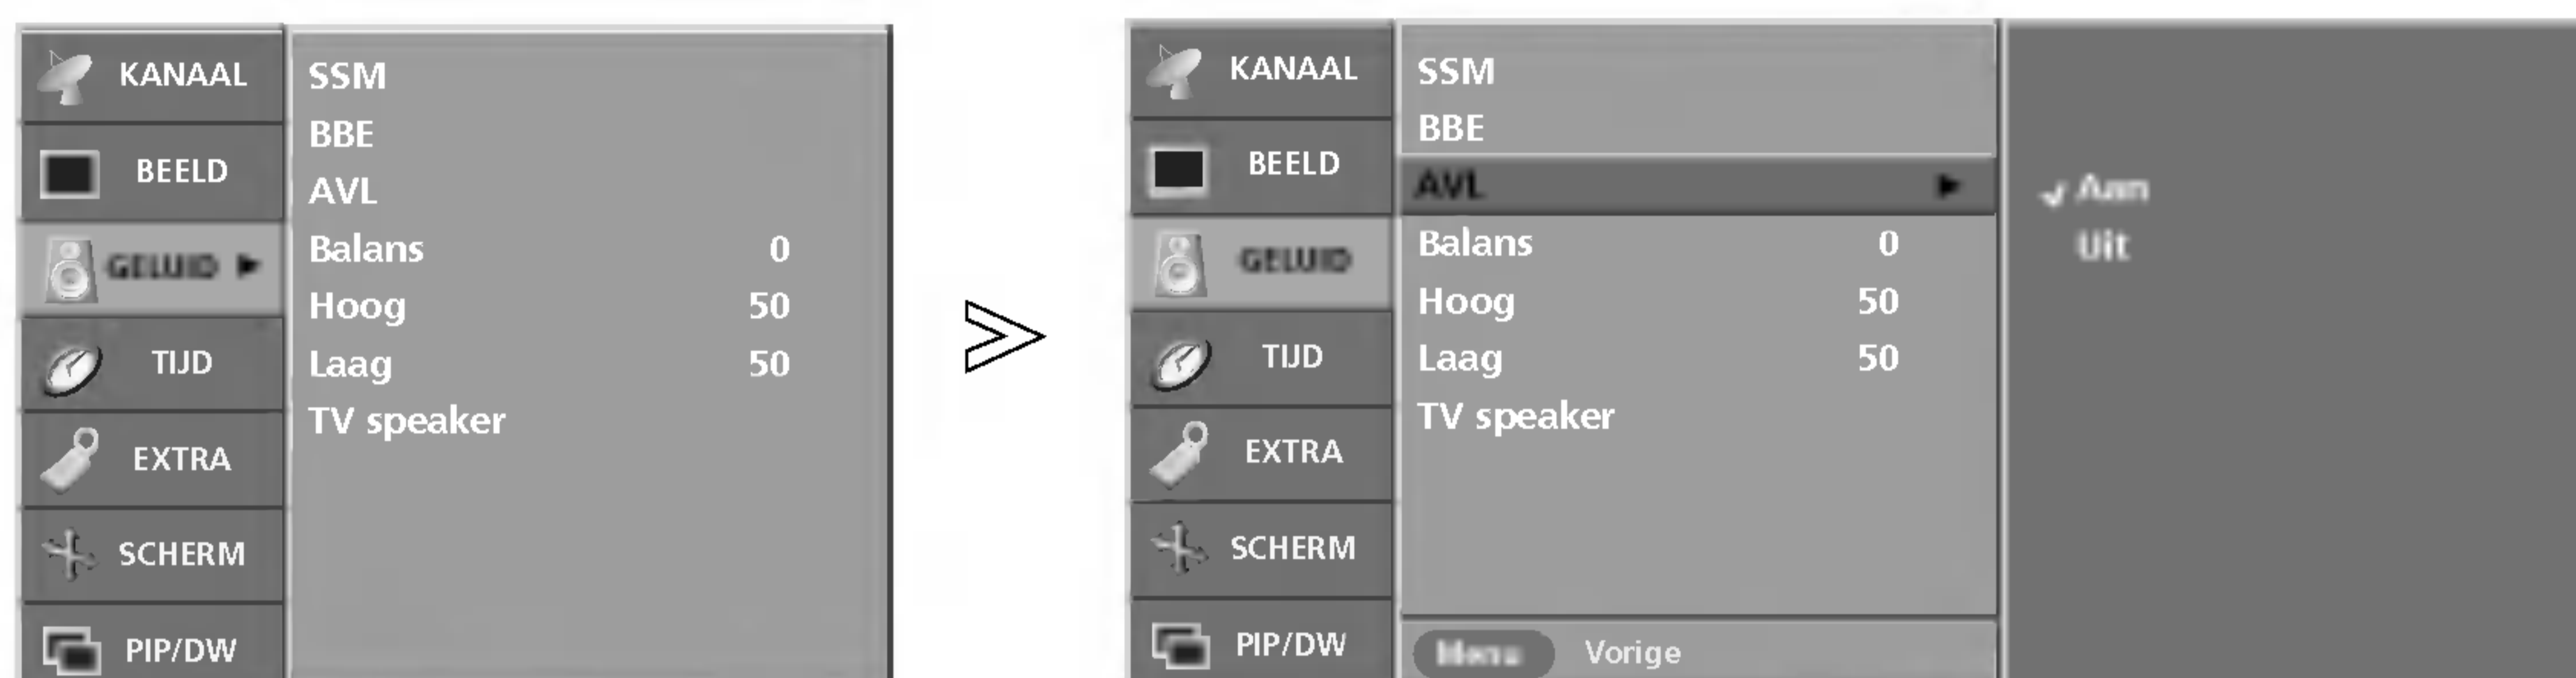 KANAAL
BEELD
GELUID
TIJD
EXTRA
SCHERM
PIP/DW
SSM
BBE
AVL
Balans 0
Hoog 50
Laag 50
TV speaker
KANAAL
BEELD
GELUID
TIJD
EXTRA
SCHERM
PIP/DW
SSM
BBE
AVL
Balans 0
Hoog 50
Laag 50
TV speaker
Menu Vorige
Aan
Uit